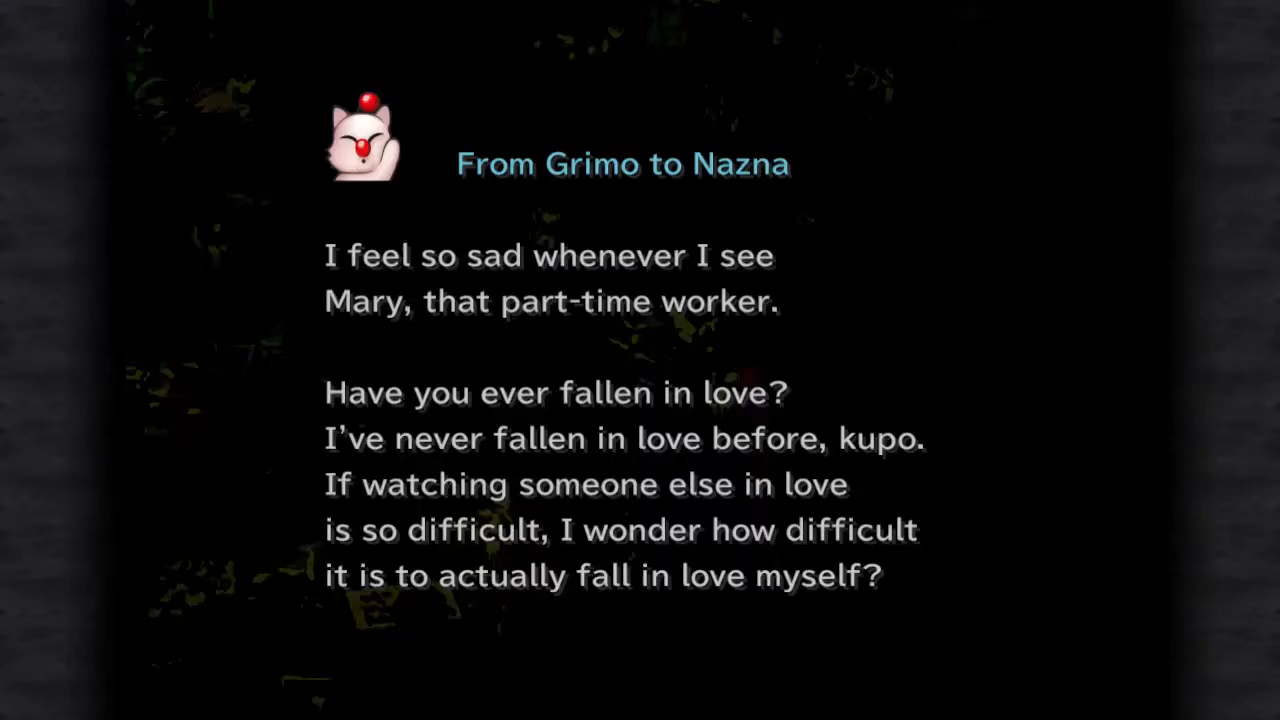 From Grimo to Nazna
I feel so sad whenever I see
Mary, that part-time worker.
Have you ever fallen in love?
I've never fallen in love before, kupo.
If watching someone else in love
is so difficult, I wonder how difficult
it is to actually fall in love myself?